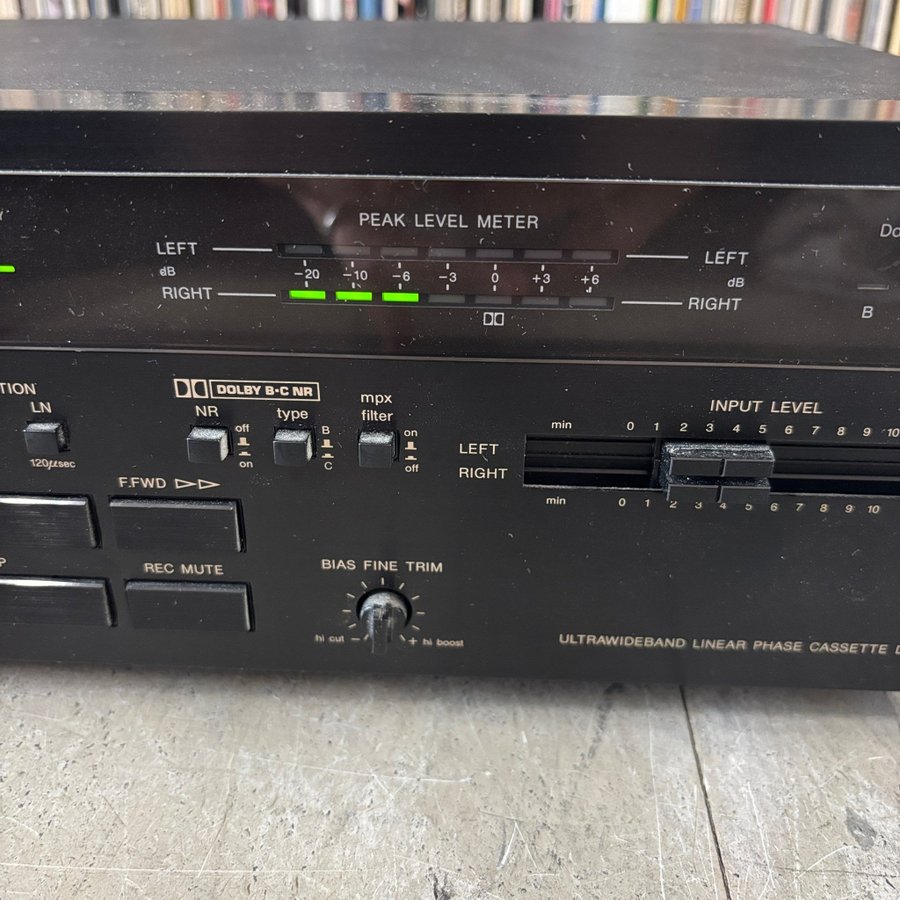 PEAK LEVEL METER
LEFT
LEFT
dB
-20 -10 -6 -3 0 +3 +6
dB
RIGHT
RIGHT
Do
B
TION
LN
120μsec
DOLBY B·C NR
NR
off
on
type
B
C
mpx
filter
on
off
INPUT LEVEL
min 0 1 2 3 4 5 6 7 8 9 10
LEFT
RIGHT
min 0 1 2 3 4 5 6 7 8 9 10
F.FWD
P
REC MUTE
BIAS FINE TRIM
hi cut - + hi boost
ULTRAWIDEBAND LINEAR PHASE CASSETTE